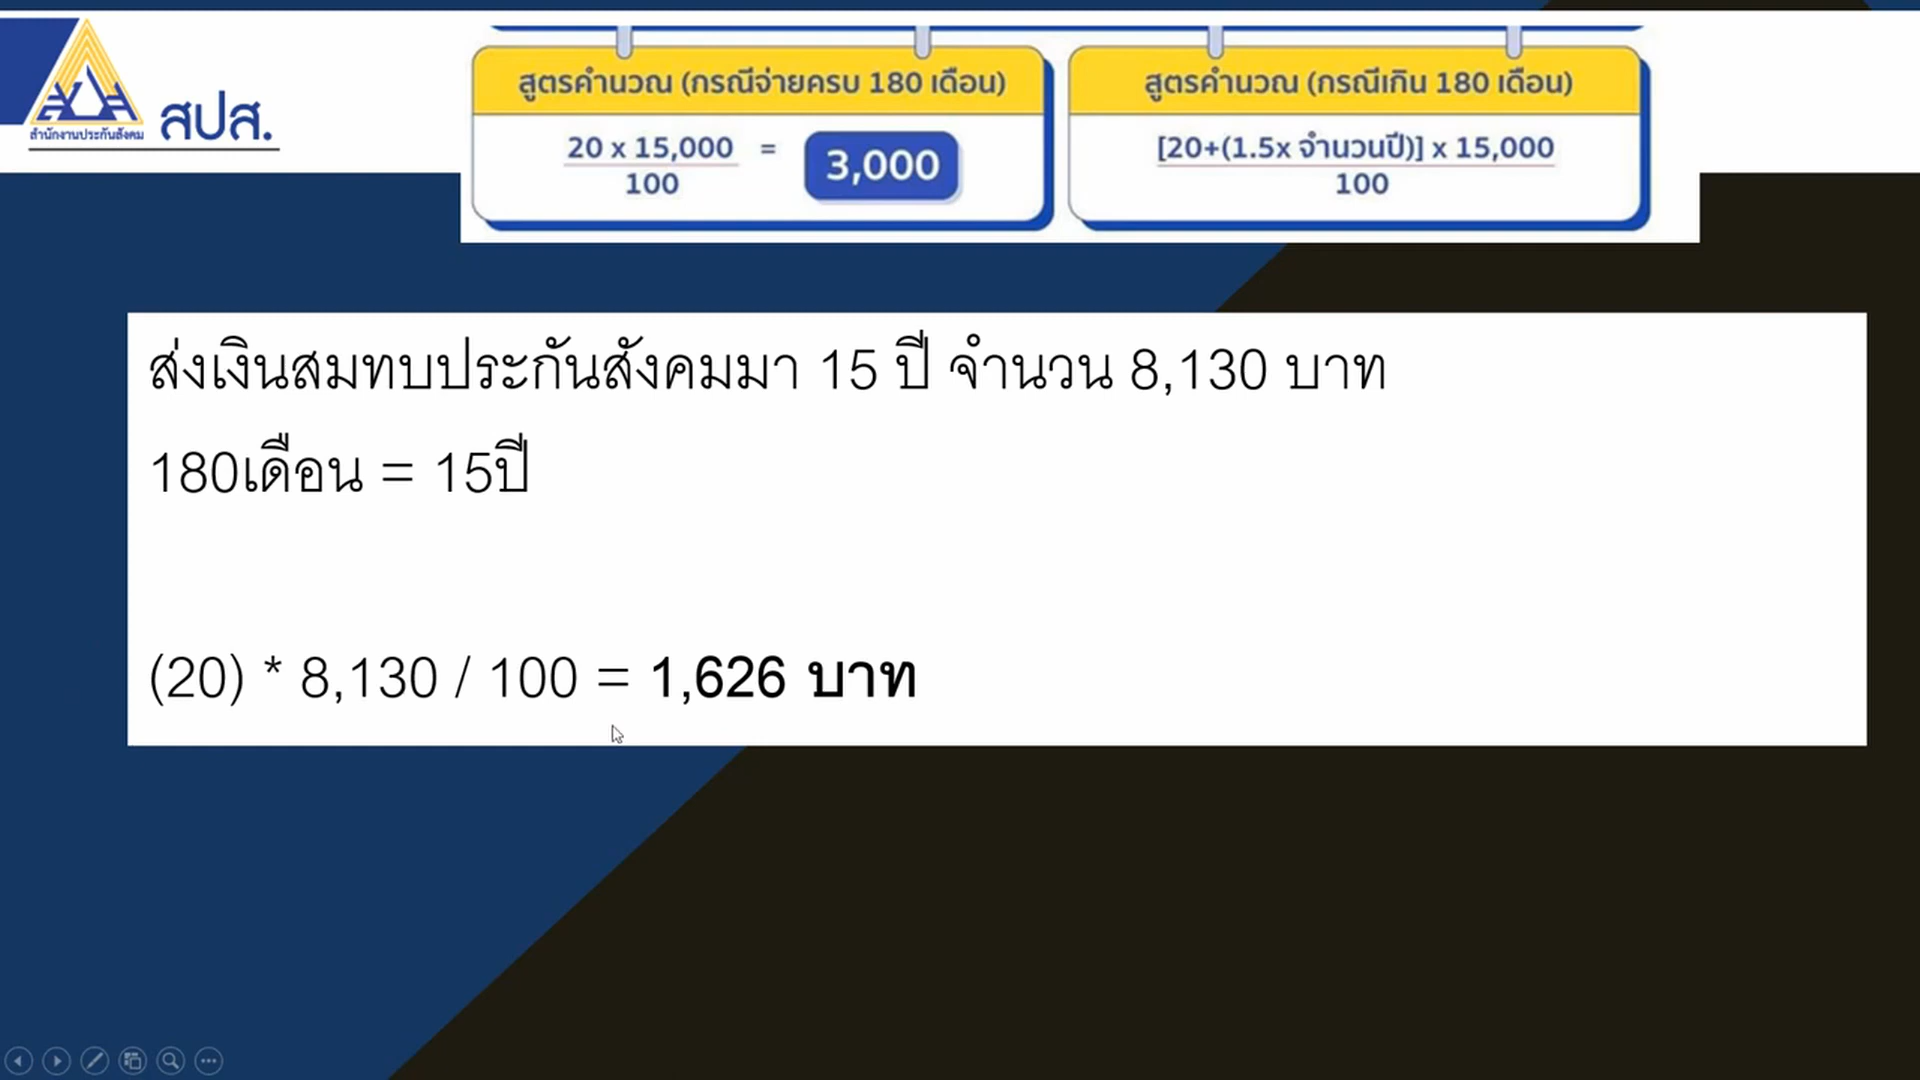 สำนักงานประกันสังคม
สปส.
สูตรคำนวณ (กรณีจ่ายครบ 180 เดือน)
20 x 15,000
100
= 3,000
สูตรคำนวณ (กรณีเกิน 180 เดือน)
[20+(1.5x จำนวนปี)] x 15,000
100
ส่งเงินสมทบประกันสังคมมา 15 ปี จำนวน 8,130 บาท
180เดือน = 15ปี
(20) * 8,130 / 100 = 1,626 บาท